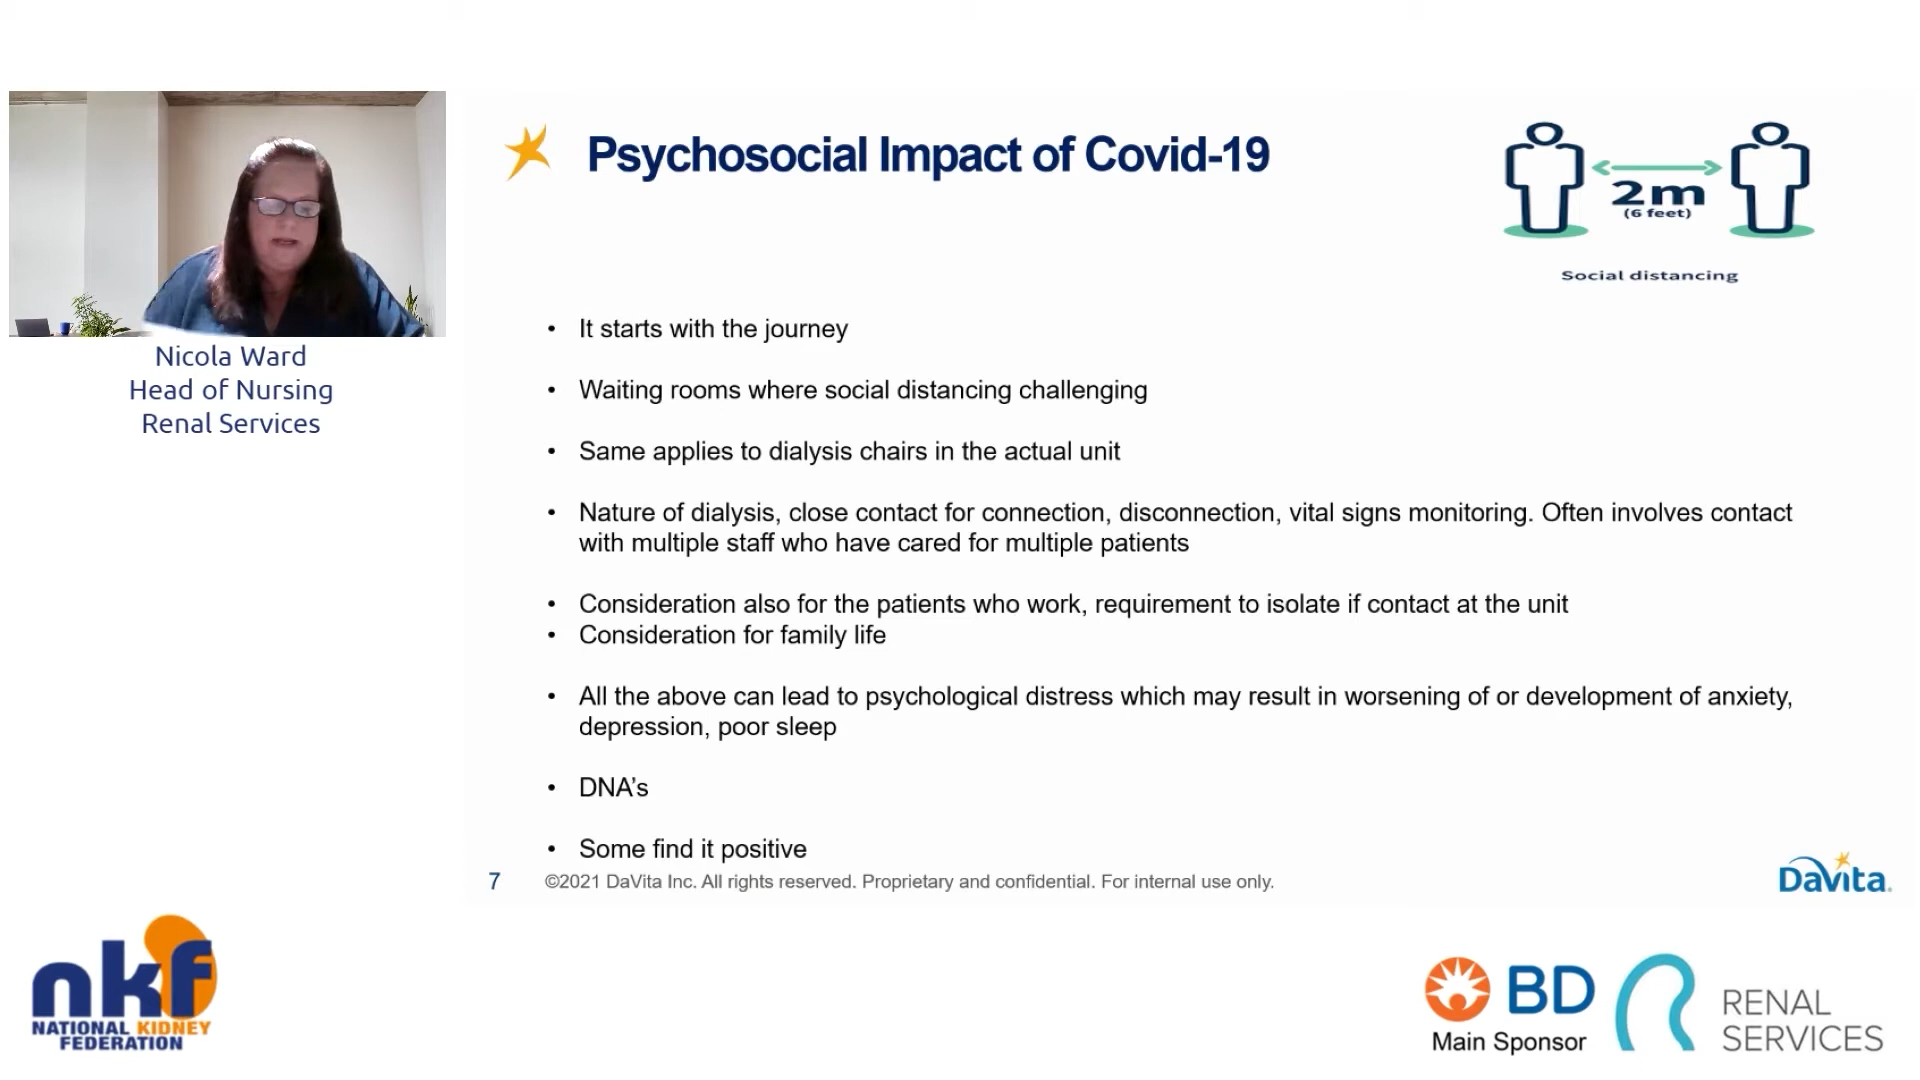 Psychosocial Impact of Covid-19
2m
(6 feet)
Social distancing
Nicola Ward
Head of Nursing
Renal Services
• It starts with the journey
• Waiting rooms where social distancing challenging
• Same applies to dialysis chairs in the actual unit
• Nature of dialysis, close contact for connection, disconnection, vital signs monitoring. Often involves contact
with multiple staff who have cared for multiple patients
• Consideration also for the patients who work, requirement to isolate if contact at the unit
• Consideration for family life
• All the above can lead to psychological distress which may result in worsening of or development of anxiety,
depression, poor sleep
• DNA’s
• Some find it positive
7 ©2021 DaVita Inc. All rights reserved. Proprietary and confidential. For internal use only.
DaVita.
nkf
NATIONAL KIDNEY
FEDERATION
BD
Main Sponsor
RENAL
SERVICES